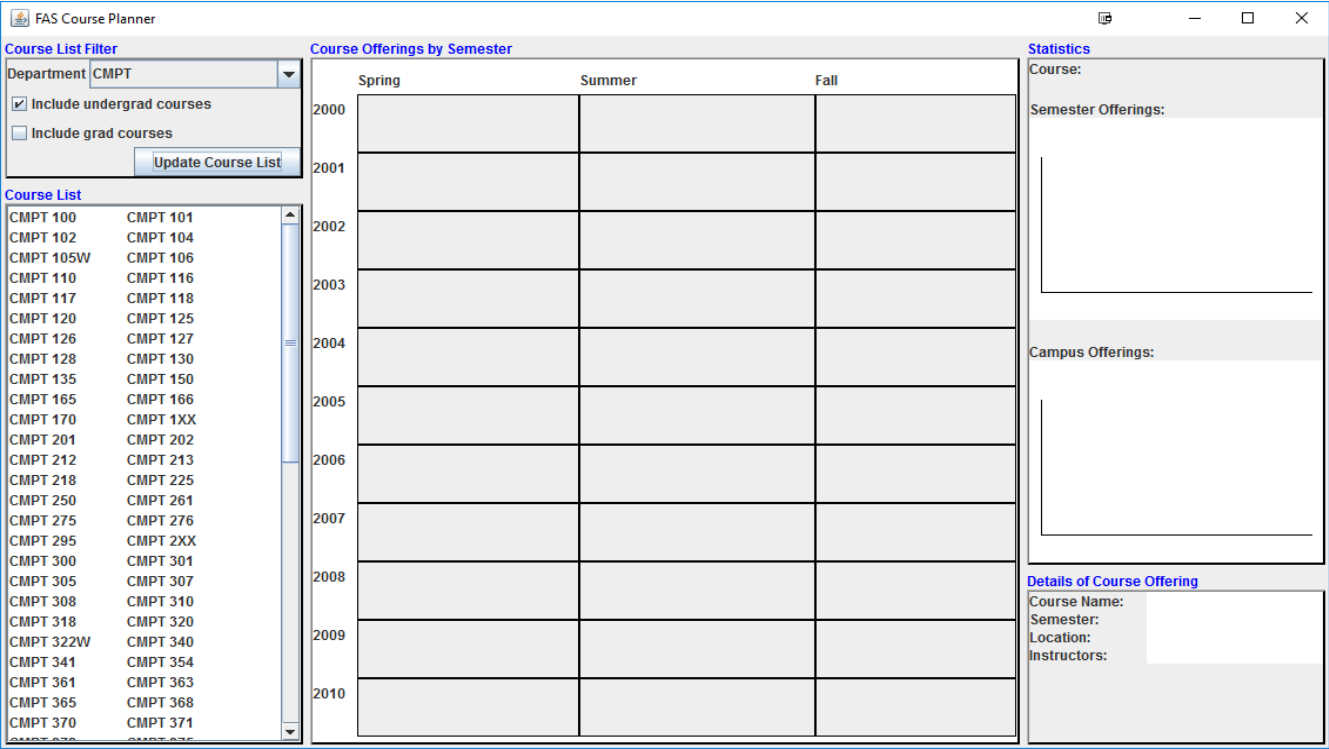 FAS Course Planner
Course List Filter
Department CMPT
Include undergrad courses
Include grad courses
Update Course List
Course List
CMPT 100 CMPT 101
CMPT 102 CMPT 104
CMPT 105W CMPT 106
CMPT 110 CMPT 116
CMPT 117 CMPT 118
CMPT 120 CMPT 125
CMPT 126 CMPT 127
CMPT 128 CMPT 130
CMPT 135 CMPT 150
CMPT 165 CMPT 166
CMPT 170 CMPT 1XX
CMPT 201 CMPT 202
CMPT 212 CMPT 213
CMPT 218 CMPT 225
CMPT 250 CMPT 261
CMPT 275 CMPT 276
CMPT 295 CMPT 2XX
CMPT 300 CMPT 301
CMPT 305 CMPT 307
CMPT 308 CMPT 310
CMPT 318 CMPT 320
CMPT 322W CMPT 340
CMPT 341 CMPT 354
CMPT 361 CMPT 363
CMPT 365 CMPT 368
CMPT 370 CMPT 371
Course Offerings by Semester
Spring Summer Fall
2000
2001
2002
2003
2004
2005
2006
2007
2008
2009
2010
Statistics
Course:
Semester Offerings:
Campus Offerings:
Details of Course Offering
Course Name:
Semester:
Location:
Instructors: